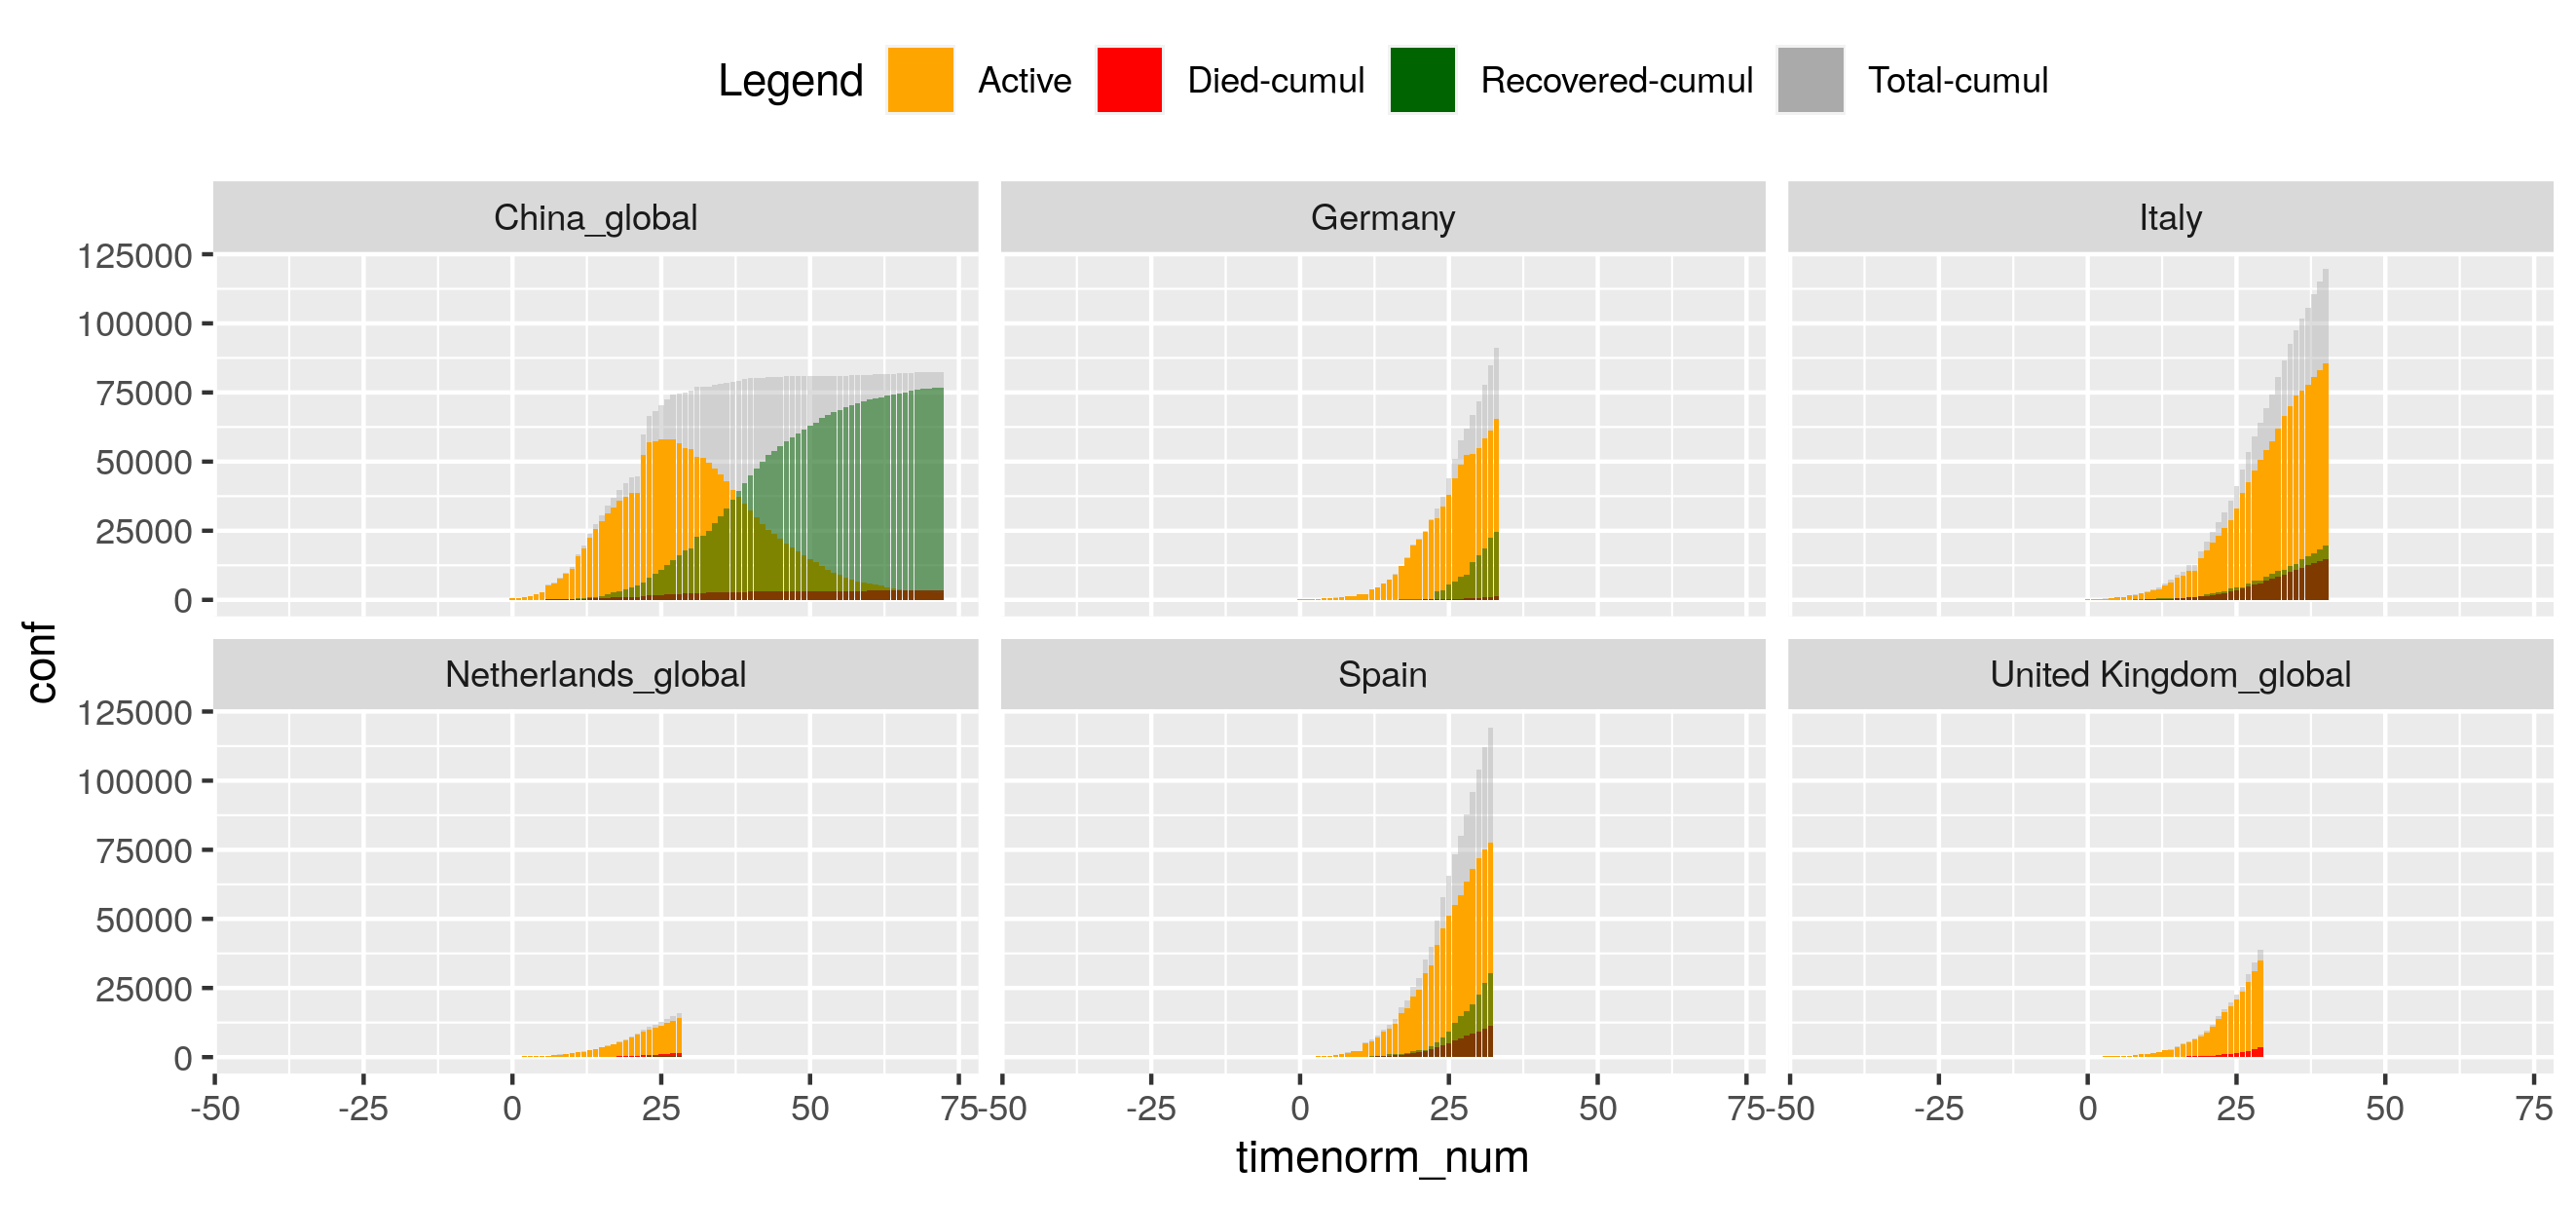 Legend Active Died-cumul Recovered-cumul Total-cumul
China_global Germany Italy
125000
100000
75000
50000
25000
0
conf
Netherlands_global Spain United Kingdom_global
125000
100000
75000
50000
25000
0
-50 -25 0 25 50 75 -50 -25 0 25 50 75 -50 -25 0 25 50 75
timenorm_num